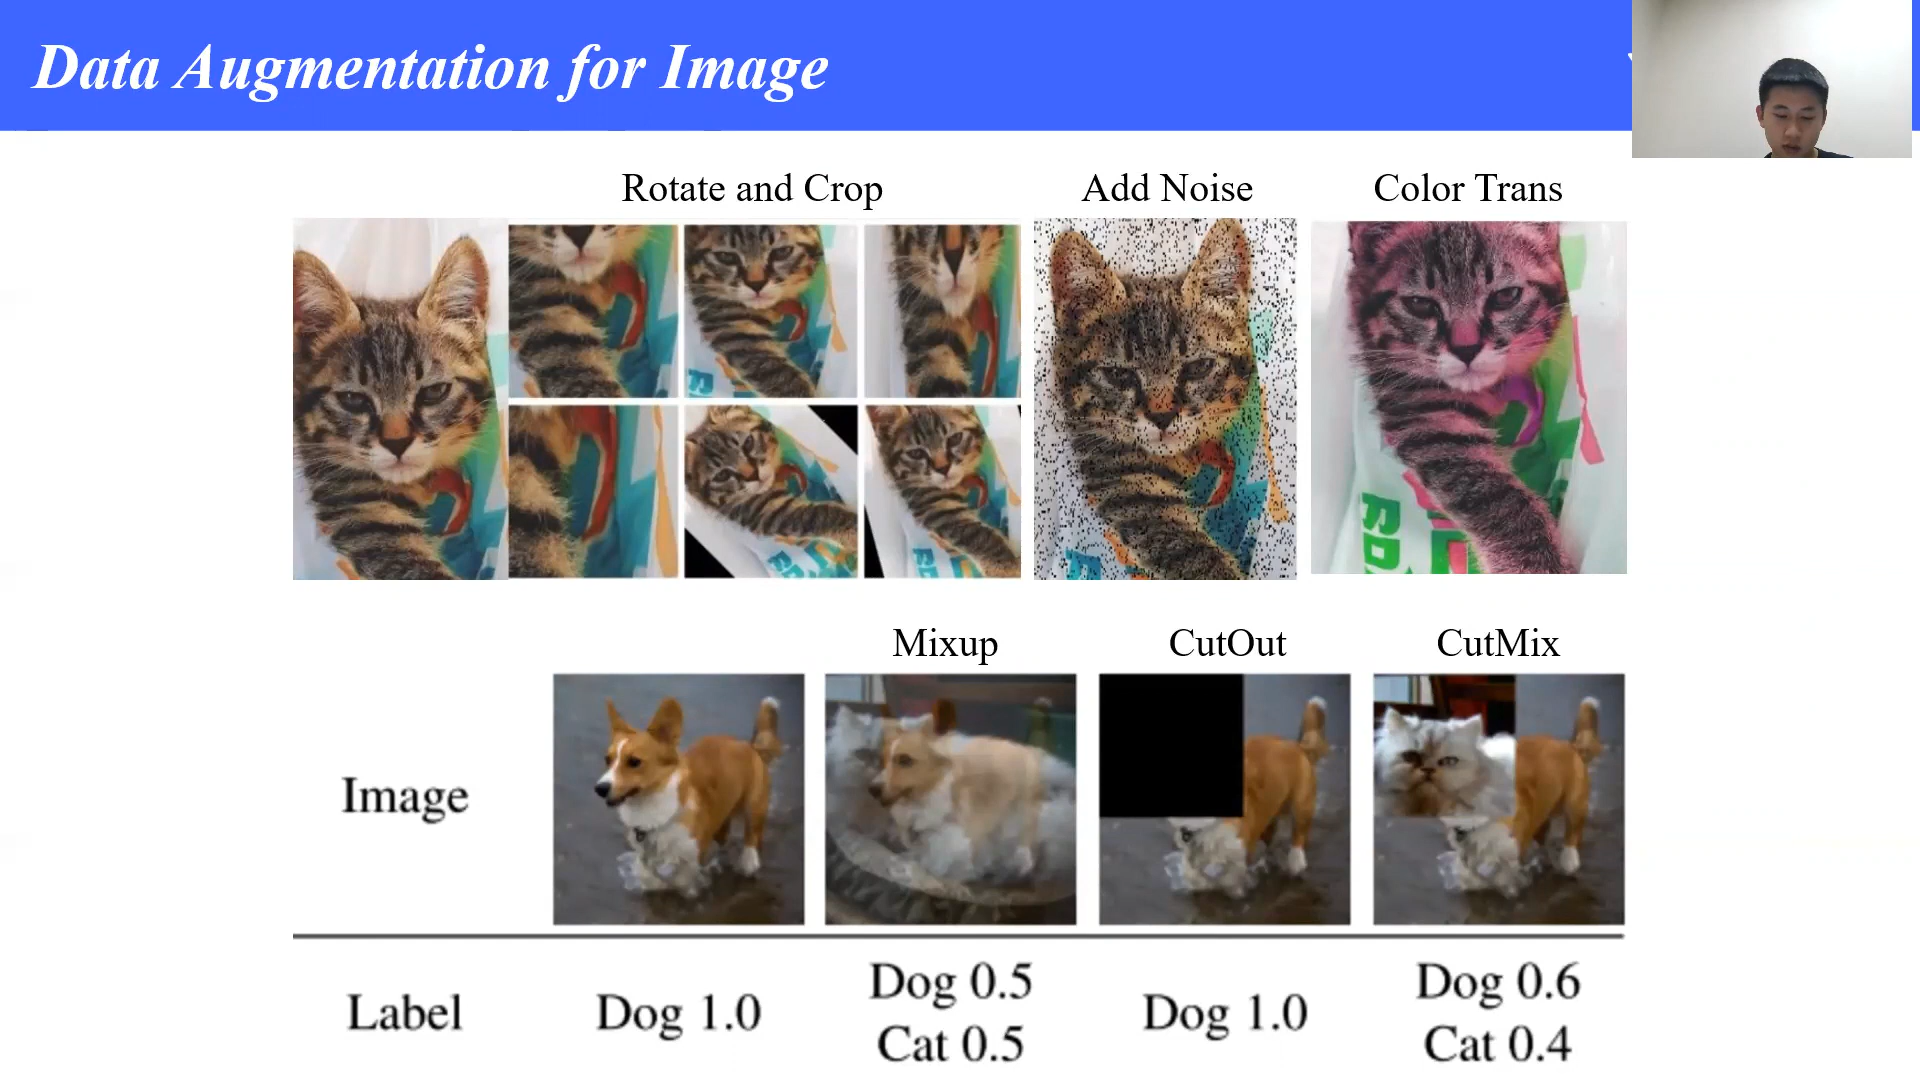 Data Augmentation for Image
Rotate and Crop
Add Noise
Color Trans
Mixup
CutOut
CutMix
Image
Label
Dog 1.0
Dog 0.5
Cat 0.5
Dog 1.0
Dog 0.6
Cat 0.4